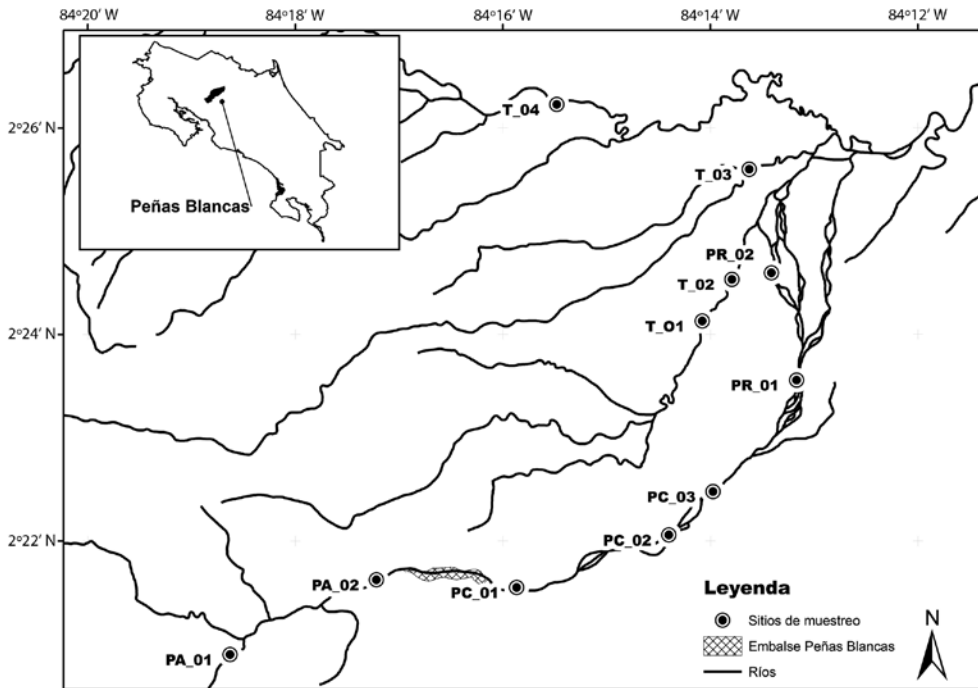 84°20′ W 84°18′ W 84°16′ W 84°14′ W 84°12′ W
Peñas Blancas
2°26′ N
T_04
T_03
PR_02
T_02
2°24′ N
T_O1
PR_01
PC_03
2°22′ N
PC_02
PA_02
PC_01
PA_01
Leyenda
Sitios de muestreo
Embalse Peñas Blancas
Ríos
N